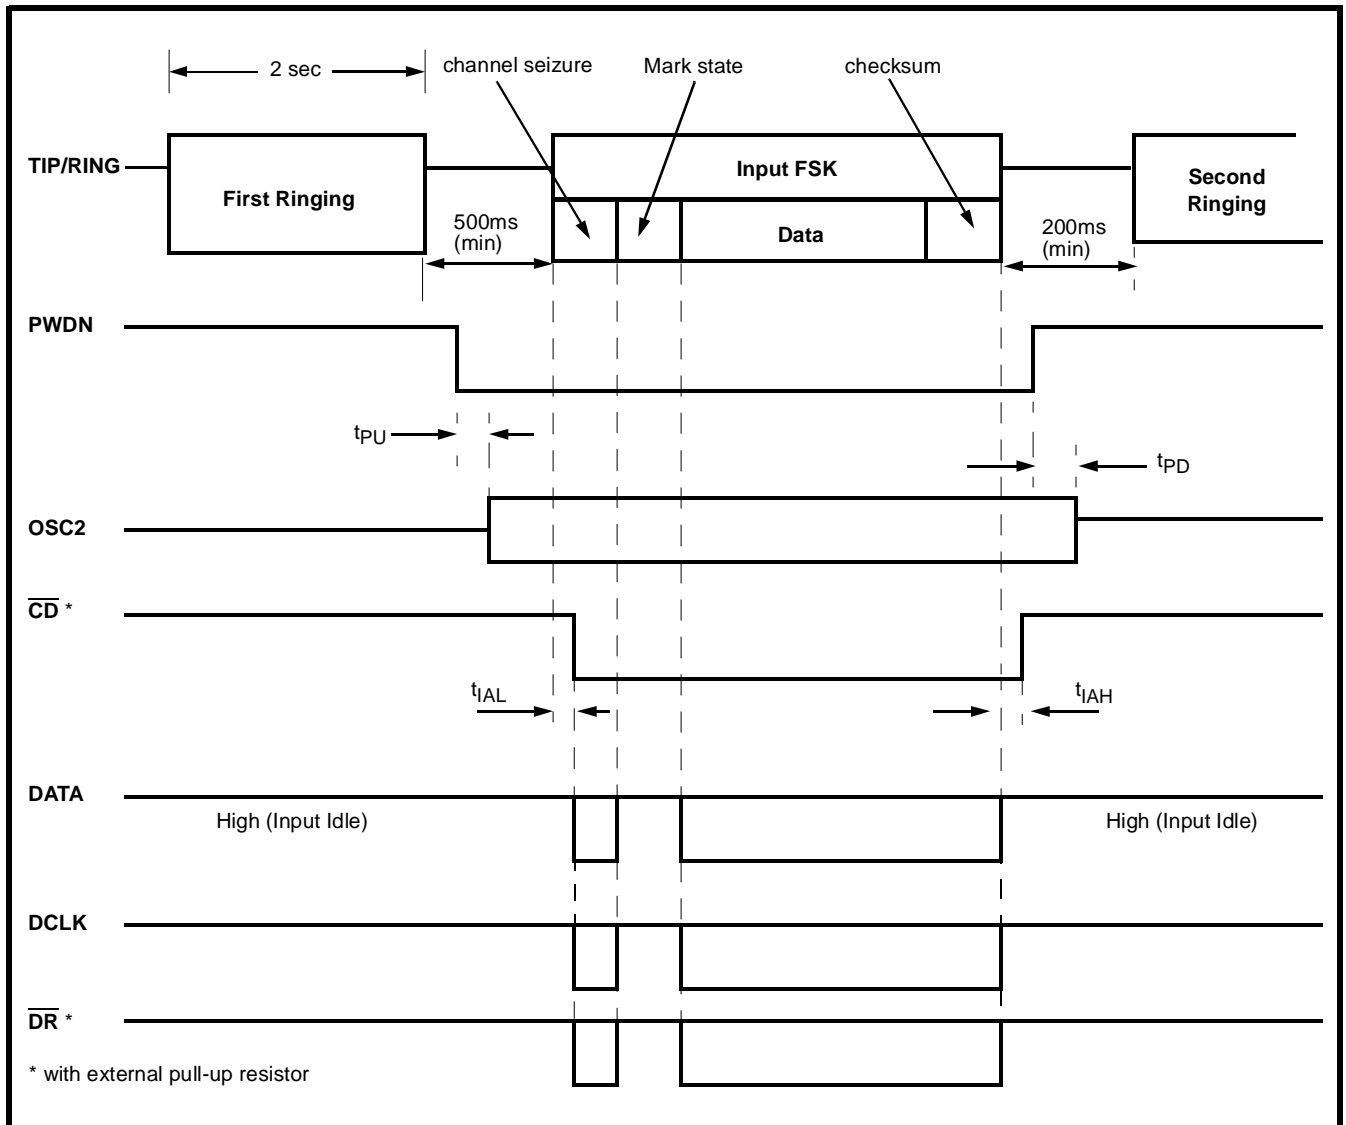 2 sec
channel seizure
Mark state
checksum
TIP/RING
First Ringing
500ms
(min)
Input FSK
Data
200ms
(min)
Second
Ringing
PWDN
tPU
tPD
OSC2
CD *
tIAL
tIAH
DATA
High (Input Idle)
High (Input Idle)
DCLK
DR *
* with external pull-up resistor